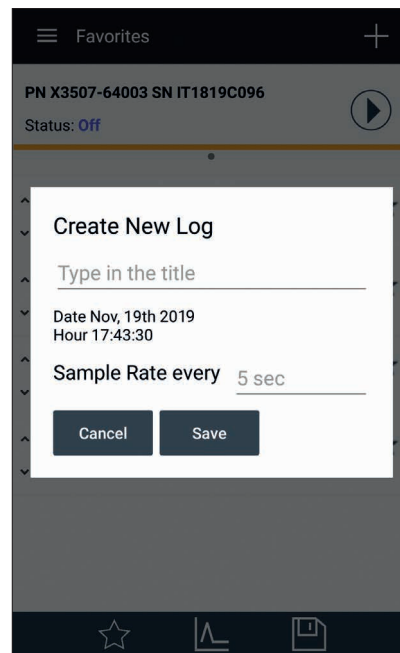 Favorites
PN X3507-64003 SN IT1819C096
Status: Off
Create New Log
Type in the title
Date Nov, 19th 2019
Hour 17:43:30
Sample Rate every 5 sec
Cancel Save